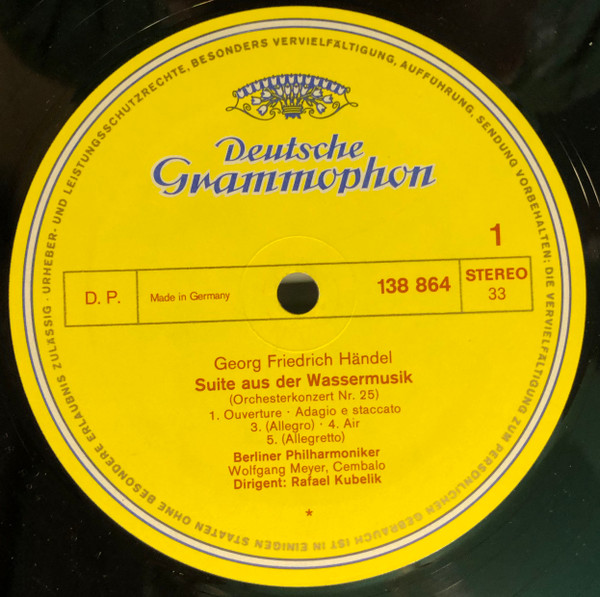 Deutsche
Grammophon
1
D. P.
Made in Germany
138 864
STEREO
33
Georg Friedrich Händel
Suite aus der Wassermusik
(Orchesterkonzert Nr. 25)
1. Ouverture · Adagio e staccato
3. (Allegro) · 4. Air
5. (Allegretto)
Berliner Philharmoniker
Wolfgang Meyer, Cembalo
Dirigent: Rafael Kubelik
*
URHEBER- UND LEISTUNGSSCHUTZRECHTE, BESONDERS VERVIELFÄLTIGUNG, AUFFÜHRUNG, SENDUNG VORBEHALTEN: DIE VERVIELFÄLTIGUNG ZUM PERSÖNLICHEN GEBRAUCH IST IN EINIGEN STAATEN OHNE BESONDERE ERLAUBNIS ZULÄSSIG ·